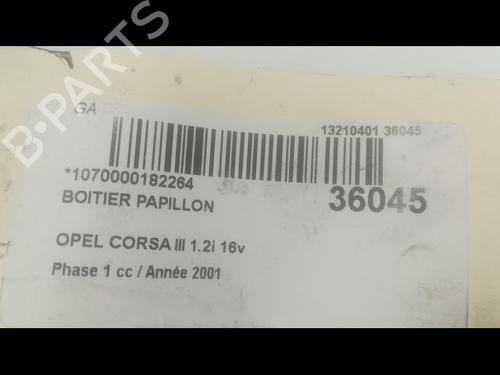 B-PARTS
GA
13210401 36045
*1070000182264
36045
BOITIER PAPILLON
OPEL CORSA III 1.2i 16v
Phase 1 cc / Année 2001